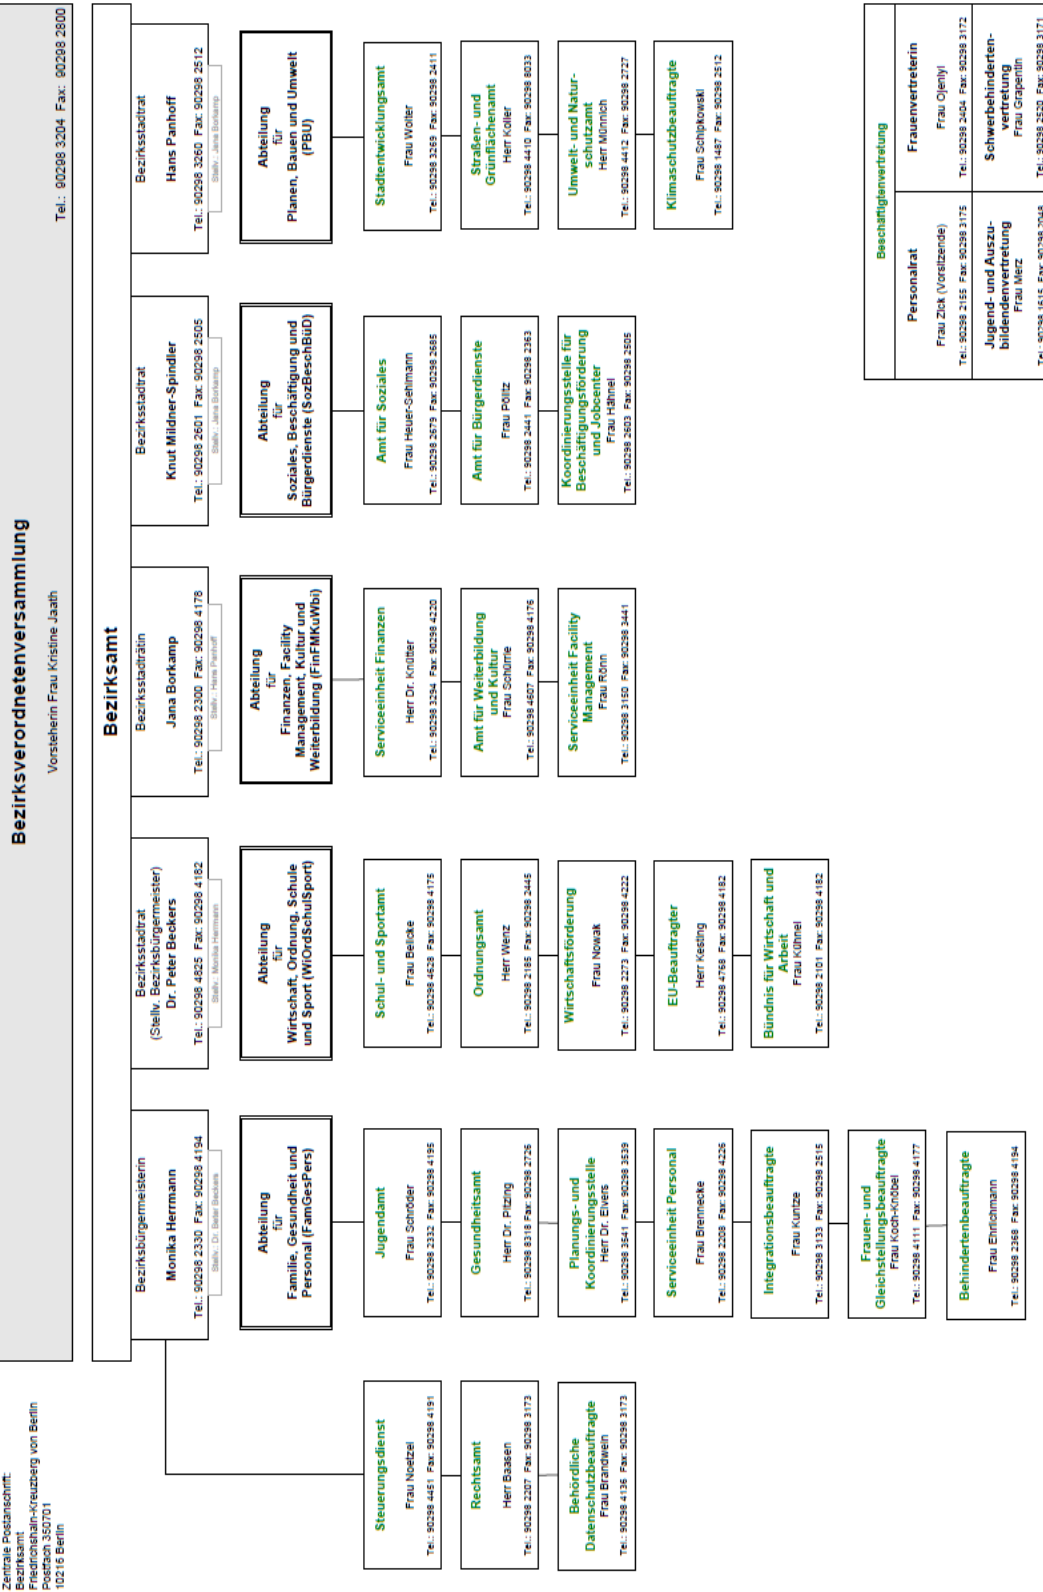 Zentrale Postanschrift:
Bezirksamt
Friedrichshain-Kreuzberg von Berlin
Postfach 350701
10216 Berlin
Bezirksverordnetenversammlung
Vorsteherin Frau Kristine Jaath
Tel.: 90298 3204 Fax: 90298 2800
Bezirksamt
Bezirksbürgermeisterin
Monika Herrmann
Tel.: 90298 2330 Fax: 90298 4194
Stellv.: Dr. Peter Beckers
Bezirksstadtrat
(Stellv. Bezirksbürgermeister)
Dr. Peter Beckers
Tel.: 90298 4825 Fax: 90298 4182
Stellv.: Monika Herrmann
Bezirksstadträtin
Jana Borkamp
Tel.: 90298 2300 Fax: 90298 4178
Stellv.: Hans Panhoff
Bezirksstadtrat
Knut Mildner-Spindler
Tel.: 90298 2601 Fax: 90298 2505
Stellv.: Jana Borkamp
Bezirksstadtrat
Hans Panhoff
Tel.: 90298 3260 Fax: 90298 2512
Stellv.: Jana Borkamp
Abteilung
für
Familie, Gesundheit und
Personal (FamGesPers)
Abteilung
für
Wirtschaft, Ordnung, Schule
und Sport (WiOrdSchulSport)
Abteilung
für
Finanzen, Facility
Management, Kultur und
Weiterbildung (FinFMKuWbi)
Abteilung
für
Soziales, Beschäftigung und
Bürgerdienste (SozBeschBüD)
Abteilung
für
Planen, Bauen und Umwelt
(PBU)
Steuerungsdienst
Frau Noetzel
Tel.: 90298 4451 Fax: 90298 4191
Rechtsamt
Herr Baasen
Tel.: 90298 2207 Fax: 90298 3173
Behördliche
Datenschutzbeauftragte
Frau Brandwein
Tel.: 90298 4136 Fax: 90298 3173
Jugendamt
Frau Schröder
Tel.: 90298 2332 Fax: 90298 4195
Gesundheitsamt
Herr Dr. Pitzing
Tel.: 90298 8318 Fax: 90298 2726
Planungs- und
Koordinierungsstelle
Herr Dr. Elvers
Tel.: 90298 3541 Fax: 90298 3539
Serviceeinheit Personal
Frau Brennecke
Tel.: 90298 2208 Fax: 90298 4226
Integrationsbeauftragte
Frau Kuntze
Tel.: 90298 3133 Fax: 90298 2515
Frauen- und
Gleichstellungsbeauftragte
Frau Koch-Knöbel
Tel.: 90298 4111 Fax: 90298 4177
Behindertenbeauftragte
Frau Ehrlichmann
Tel.: 90298 2368 Fax: 90298 4194
Schul- und Sportamt
Frau Belicke
Tel.: 90298 4628 Fax: 90298 4175
Ordnungsamt
Herr Wenz
Tel.: 90298 2185 Fax: 90298 2445
Wirtschaftsförderung
Frau Nowak
Tel.: 90298 2273 Fax: 90298 4222
EU-Beauftragter
Herr Kesting
Tel.: 90298 4768 Fax: 90298 4182
Bündnis für Wirtschaft und
Arbeit
Frau Kühnel
Tel.: 90298 2101 Fax: 90298 4182
Serviceeinheit Finanzen
Herr Dr. Knütter
Tel.: 90298 3294 Fax: 90298 4220
Amt für Weiterbildung
und Kultur
Frau Schürrle
Tel.: 90298 4607 Fax: 90298 4176
Serviceeinheit Facility
Management
Frau Rönn
Tel.: 90298 3150 Fax: 90298 3441
Amt für Soziales
Frau Heuer-Sehlmann
Tel.: 90298 2679 Fax: 90298 2685
Amt für Bürgerdienste
Frau Pölitz
Tel.: 90298 2441 Fax: 90298 2363
Koordinierungsstelle für
Beschäftigungsförderung
und Jobcenter
Frau Hähnel
Tel.: 90298 2603 Fax: 90298 2505
Stadtentwicklungsamt
Frau Wolter
Tel.: 90298 3269 Fax: 90298 2411
Straßen- und
Grünflächenamt
Herr Koller
Tel.: 90298 4410 Fax: 90298 8033
Umwelt- und Natur-
schutzamt
Herr Münnich
Tel.: 90298 4412 Fax: 90298 2727
Klimaschutzbeauftragte
Frau Schipkowski
Tel.: 90298 1487 Fax: 90298 2512
Beschäftigtenvertretung
Personalrat
Frau Zick (Vorsitzende)
Tel.: 90298 2155 Fax: 90298 3175
Frauenvertreterin
Frau Ojeniyi
Tel.: 90298 2404 Fax: 90298 3172
Jugend- und Auszu-
bildendenvertretung
Frau Merz
Tel.: 90298 1615 Fax: 90298 2048
Schwerbehinderten-
vertretung
Frau Grapentin
Tel.: 90298 2520 Fax: 90298 3171